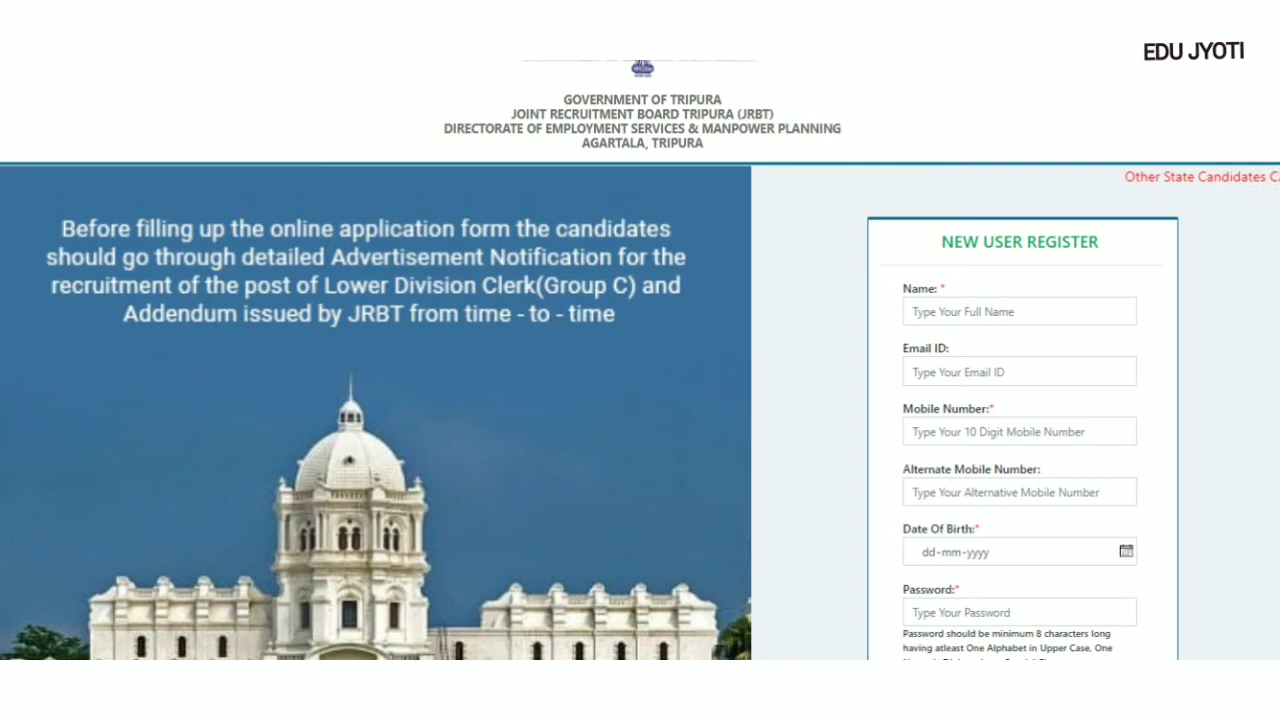 EDU JYOTI
GOVERNMENT OF TRIPURA
JOINT RECRUITMENT BOARD TRIPURA (JRBT)
DIRECTORATE OF EMPLOYMENT SERVICES & MANPOWER PLANNING
AGARTALA, TRIPURA
Other State Candidates
Before filling up the online application form the candidates
should go through detailed Advertisement Notification for the
recruitment of the post of Lower Division Clerk(Group C) and
Addendum issued by JRBT from time - to - time
NEW USER REGISTER
Name: *
Type Your Full Name
Email ID:
Type Your Email ID
Mobile Number:*
Type Your 10 Digit Mobile Number
Alternate Mobile Number:
Type Your Alternative Mobile Number
Date Of Birth:*
dd-mm-yyyy
Password:*
Type Your Password
Password should be minimum 8 characters long
having atleast One Alphabet in Upper Case, One